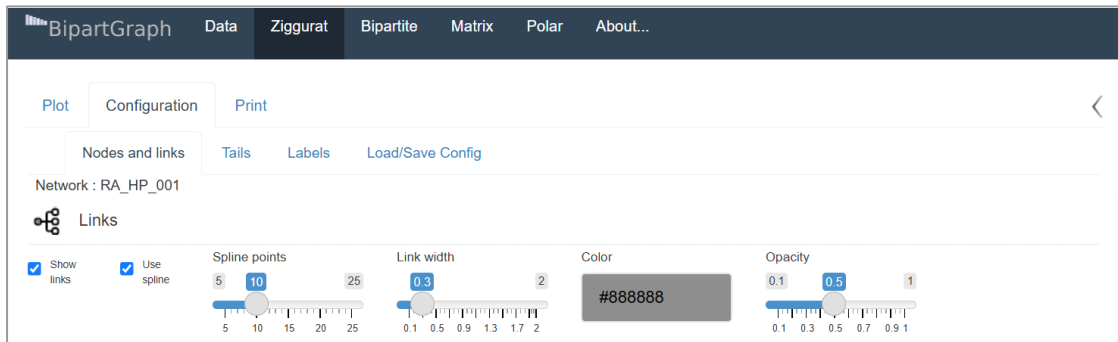 BipartGraph Data Ziggurat Bipartite Matrix Polar About...
Plot Configuration Print
Nodes and links Tails Labels Load/Save Config
Network : RA_HP_001
Links
Show links
Use spline
Spline points
5 10 25
5 10 15 20 25
Link width
0.3 2
0.1 0.5 0.9 1.3 1.7 2
Color
#888888
Opacity
0.1 0.5 1
0.1 0.3 0.5 0.7 0.9 1